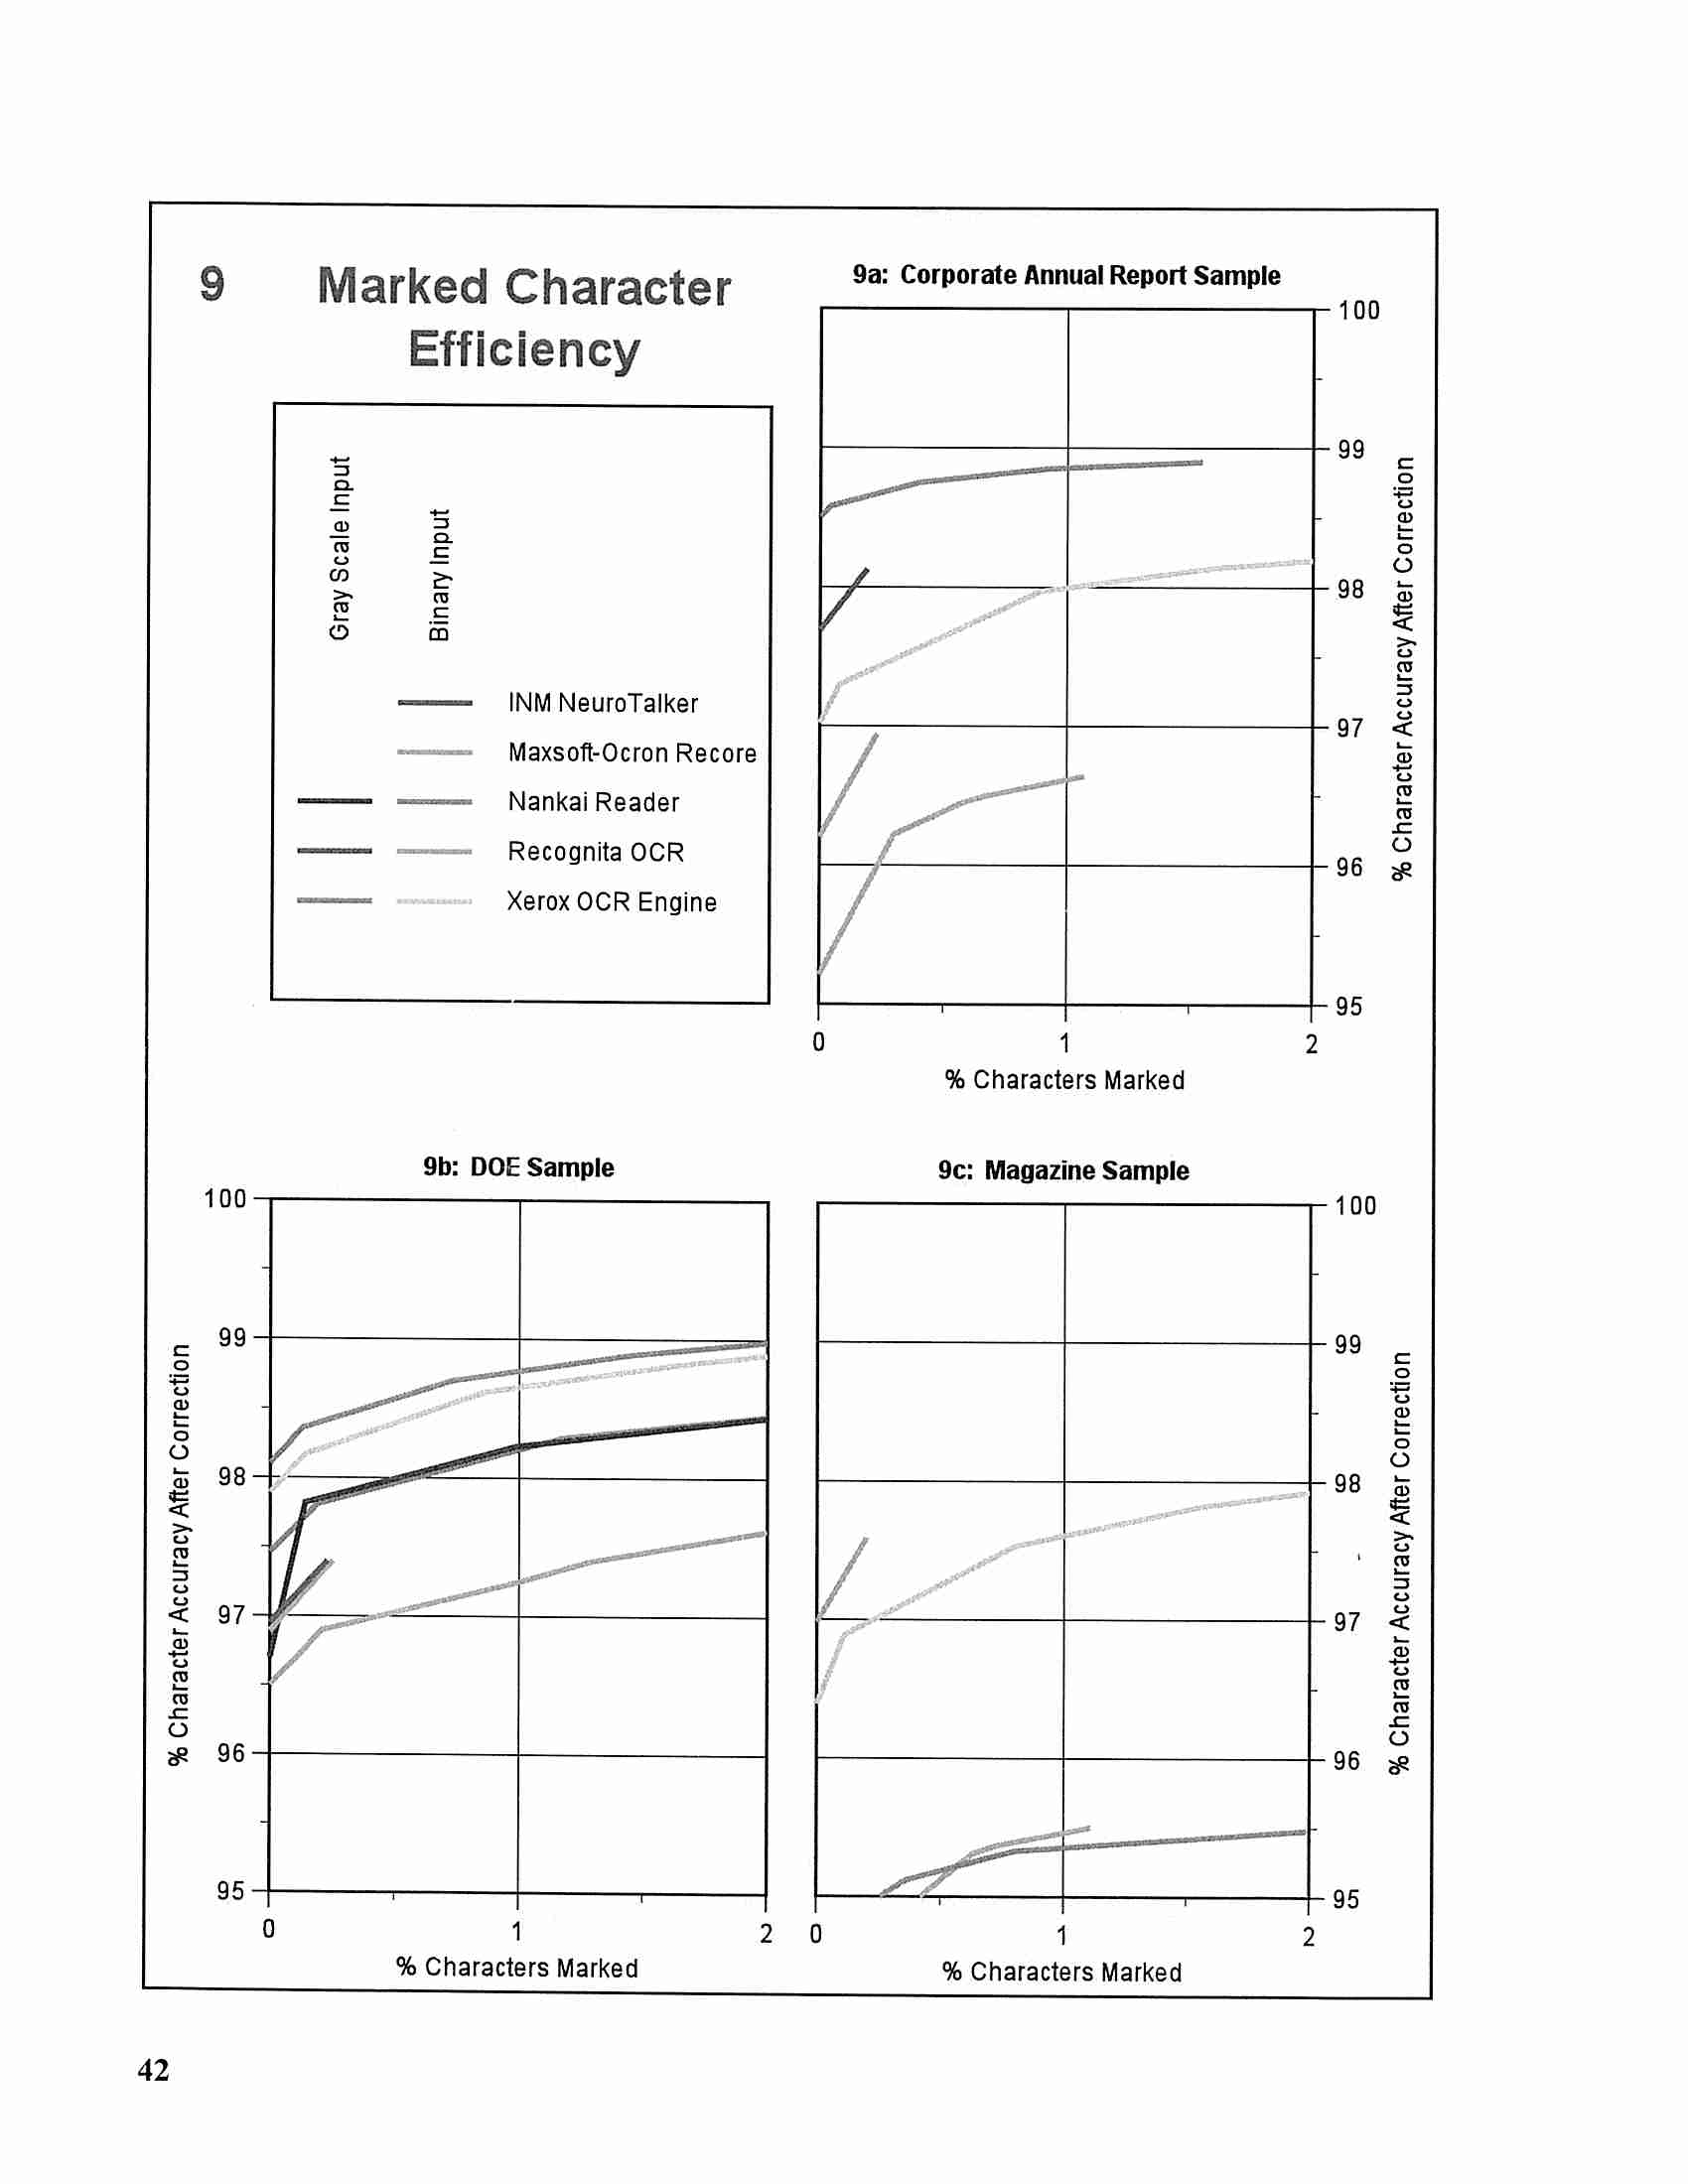 9 Marked Character
Efficiency
Gray Scale Input
Binary Input
INM NeuroTalker
Maxsoft-Ocron Recore
Nankai Reader
Recognita OCR
Xerox OCR Engine
9a: Corporate Annual Report Sample
100
99
98
97
96
95
% Character Accuracy After Correction
0 1 2
% Characters Marked
9b: DOE Sample
100
99
98
97
96
95
% Character Accuracy After Correction
0 1 2
% Characters Marked
9c: Magazine Sample
100
99
98
97
96
95
% Character Accuracy After Correction
0 1 2
% Characters Marked
42